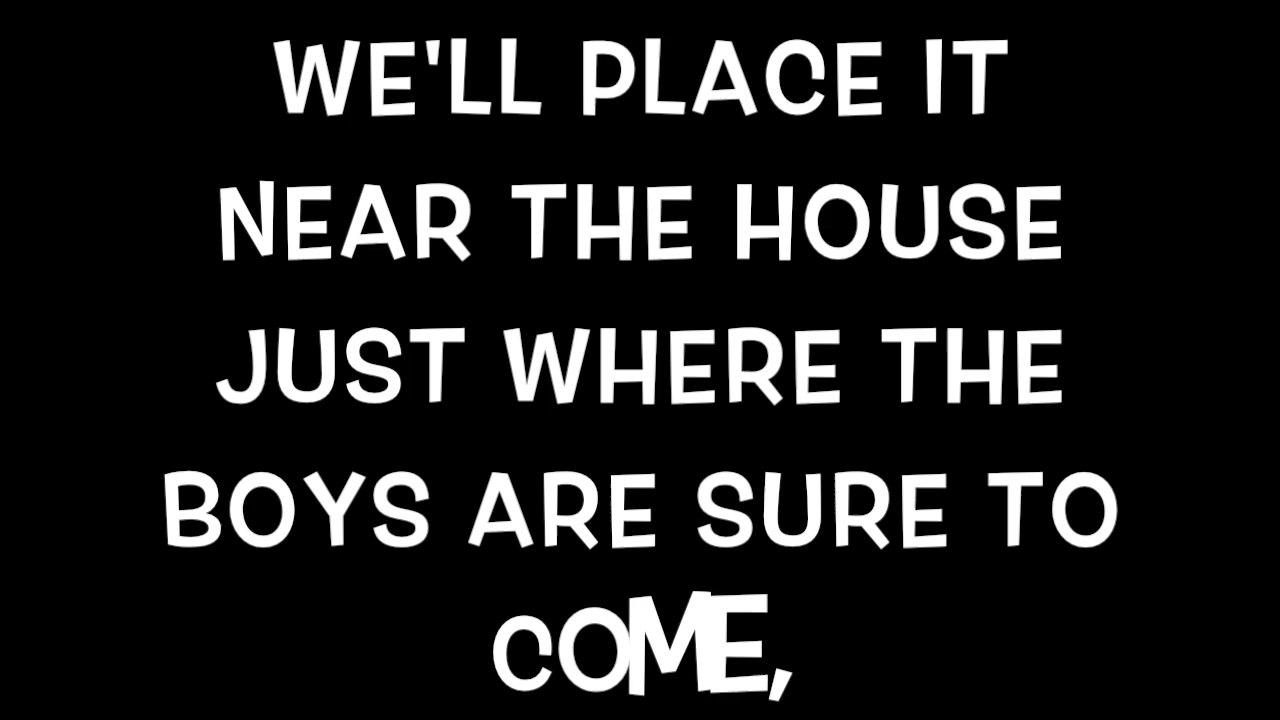 WE'LL PLACE IT
NEAR THE HOUSE
JUST WHERE THE
BOYS ARE SURE TO
COME,